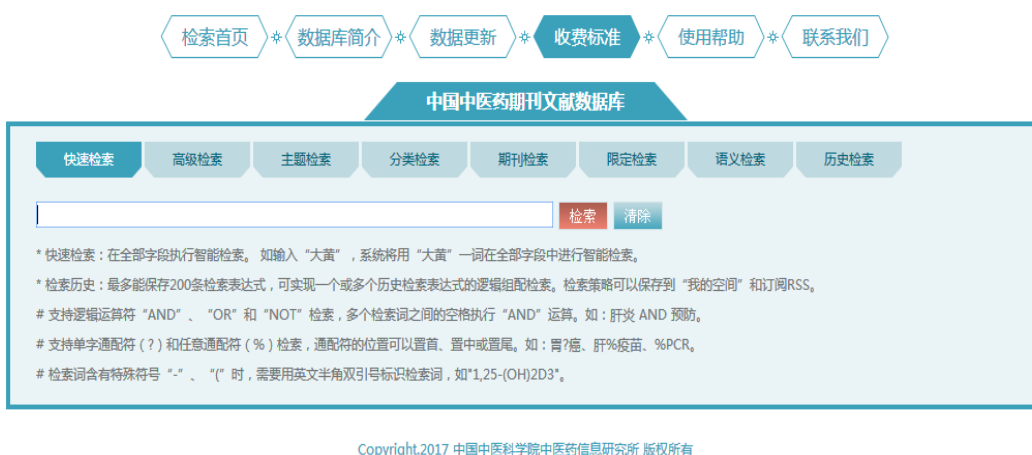 检索首页 数据库简介 数据更新 收费标准 使用帮助 联系我们
中国中医药期刊文献数据库
快速检索 高级检索 主题检索 分类检索 期刊检索 限定检索 语义检索 历史检索
检索 清除
* 快速检索：在全部字段执行智能检索。 如输入“大黄”，系统将用“大黄”一词在全部字段中进行智能检索。
* 检索历史：最多能保存200条检索表达式，可实现一个或多个历史检索表达式的逻辑组配检索。检索策略可以保存到“我的空间”和订阅RSS。
# 支持逻辑运算符“AND”、“OR”和“NOT”检索，多个检索词之间的空格执行“AND”运算。如：肝炎 AND 预防。
# 支持单字通配符(？)和任意通配符(%)检索，通配符的位置可以置首、置中或置尾。如：胃?癌、肝%疫苗、%PCR。
# 检索词含有特殊符号“-”、“(”时，需要用英文半角双引号标识检索词，如"1,25-(OH)2D3"。
Copyright.2017 中国中医科学院中医药信息研究所 版权所有